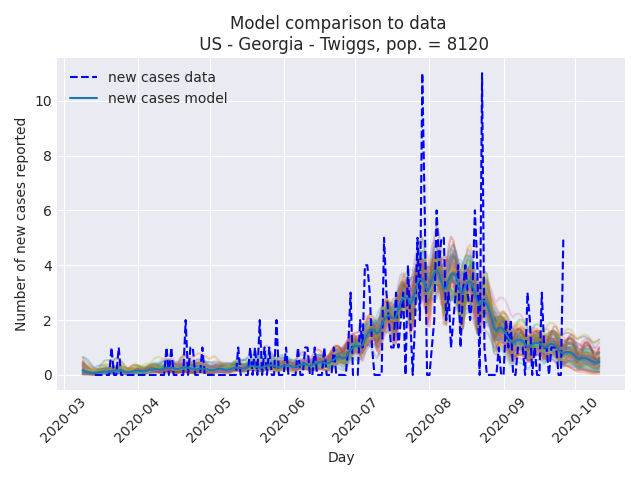 Model comparison to data
US - Georgia - Twiggs, pop. = 8120
new cases data
new cases model
Number of new cases reported
10
8
6
4
2
0
2020-03
2020-04
2020-05
2020-06
2020-07
2020-08
2020-09
2020-10
Day